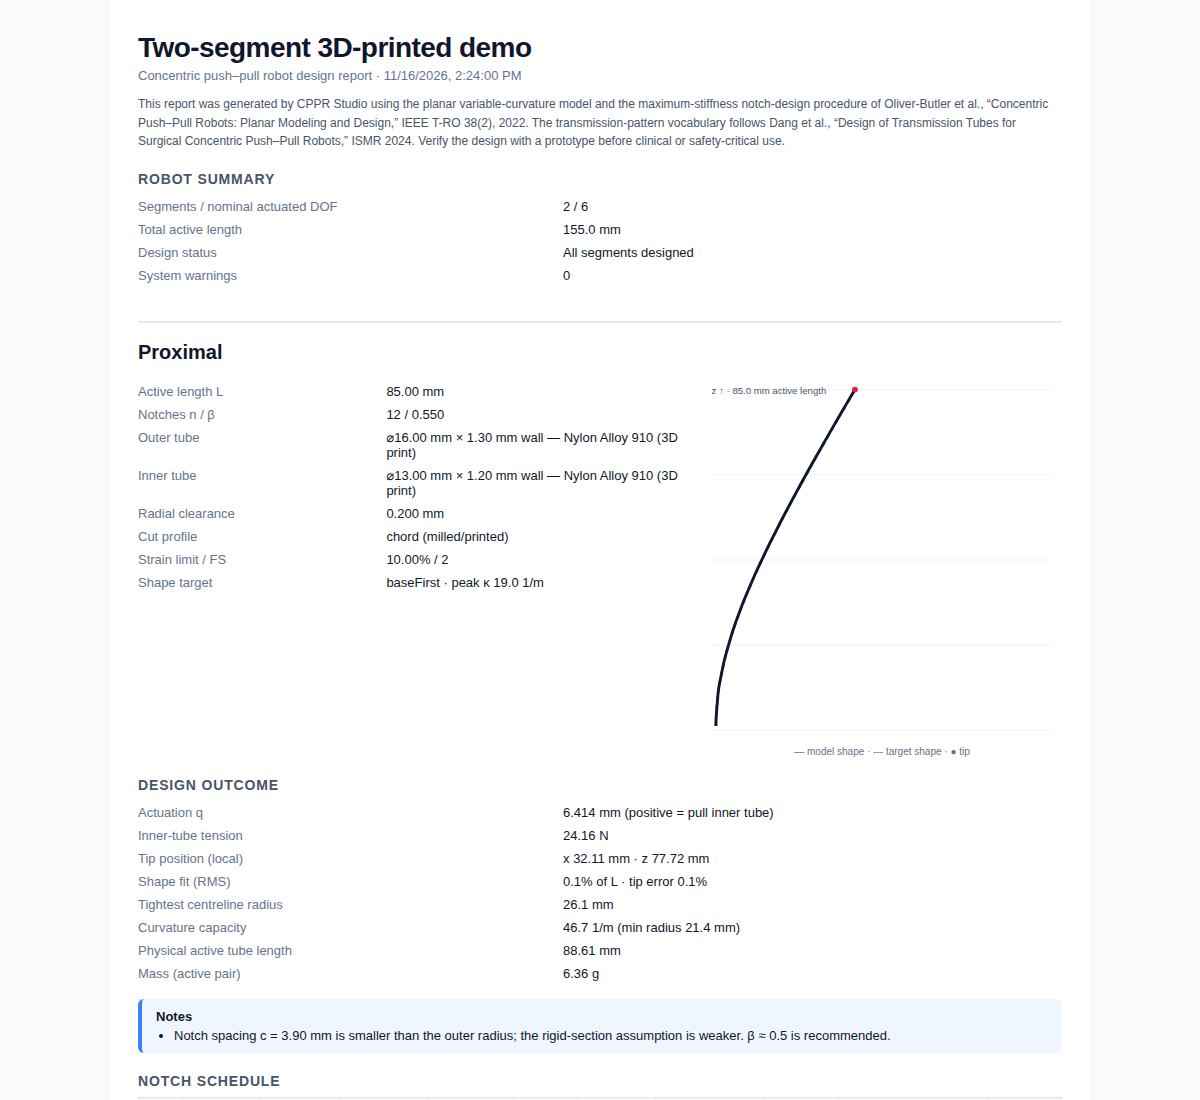 Two-segment 3D-printed demo
Concentric push–pull robot design report · 11/16/2026, 2:24:00 PM
This report was generated by CPPR Studio using the planar variable-curvature model and the maximum-stiffness notch-design procedure of Oliver-Butler et al., “Concentric
Push–Pull Robots: Planar Modeling and Design,” IEEE T-RO 38(2), 2022. The transmission-pattern vocabulary follows Dang et al., “Design of Transmission Tubes for
Surgical Concentric Push–Pull Robots,” ISMR 2024. Verify the design with a prototype before clinical or safety-critical use.
ROBOT SUMMARY
Segments / nominal actuated DOF 2 / 6
Total active length 155.0 mm
Design status All segments designed
System warnings 0
Proximal
Active length L 85.00 mm
Notches n / β 12 / 0.550
Outer tube ⌀16.00 mm × 1.30 mm wall — Nylon Alloy 910 (3D
print)
Inner tube ⌀13.00 mm × 1.20 mm wall — Nylon Alloy 910 (3D
print)
Radial clearance 0.200 mm
Cut profile chord (milled/printed)
Strain limit / FS 10.00% / 2
Shape target baseFirst · peak κ 19.0 1/m
z ↑ · 85.0 mm active length
— model shape · --- target shape · ● tip
DESIGN OUTCOME
Actuation q 6.414 mm (positive = pull inner tube)
Inner-tube tension 24.16 N
Tip position (local) x 32.11 mm · z 77.72 mm
Shape fit (RMS) 0.1% of L · tip error 0.1%
Tightest centreline radius 26.1 mm
Curvature capacity 46.7 1/m (min radius 21.4 mm)
Physical active tube length 88.61 mm
Mass (active pair) 6.36 g
Notes
• Notch spacing c = 3.90 mm is smaller than the outer radius; the rigid-section assumption is weaker. β ≈ 0.5 is recommended.
NOTCH SCHEDULE